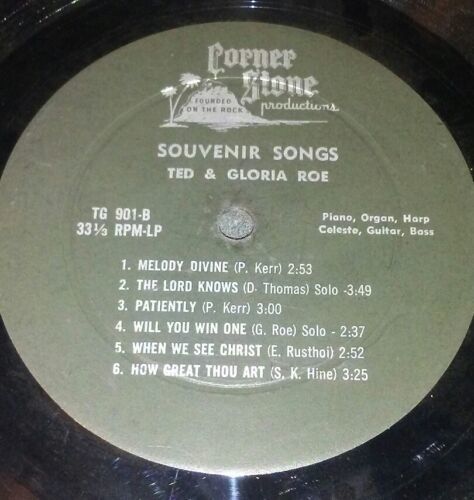 Corner
Stone
productions
FOUNDED
ON THE ROCK
SOUVENIR SONGS
TED & GLORIA ROE
TG 901-B
33⅓ RPM-LP
Piano, Organ, Harp
Celeste, Guitar, Bass
1. MELODY DIVINE (P. Kerr) 2:53
2. THE LORD KNOWS (D. Thomas) Solo -3:49
3. PATIENTLY (P. Kerr) 3:00
4. WILL YOU WIN ONE (G. Roe) Solo - 2:37
5. WHEN WE SEE CHRIST (E. Rusthoi) 2:52
6. HOW GREAT THOU ART (S. K. Hine) 3:25